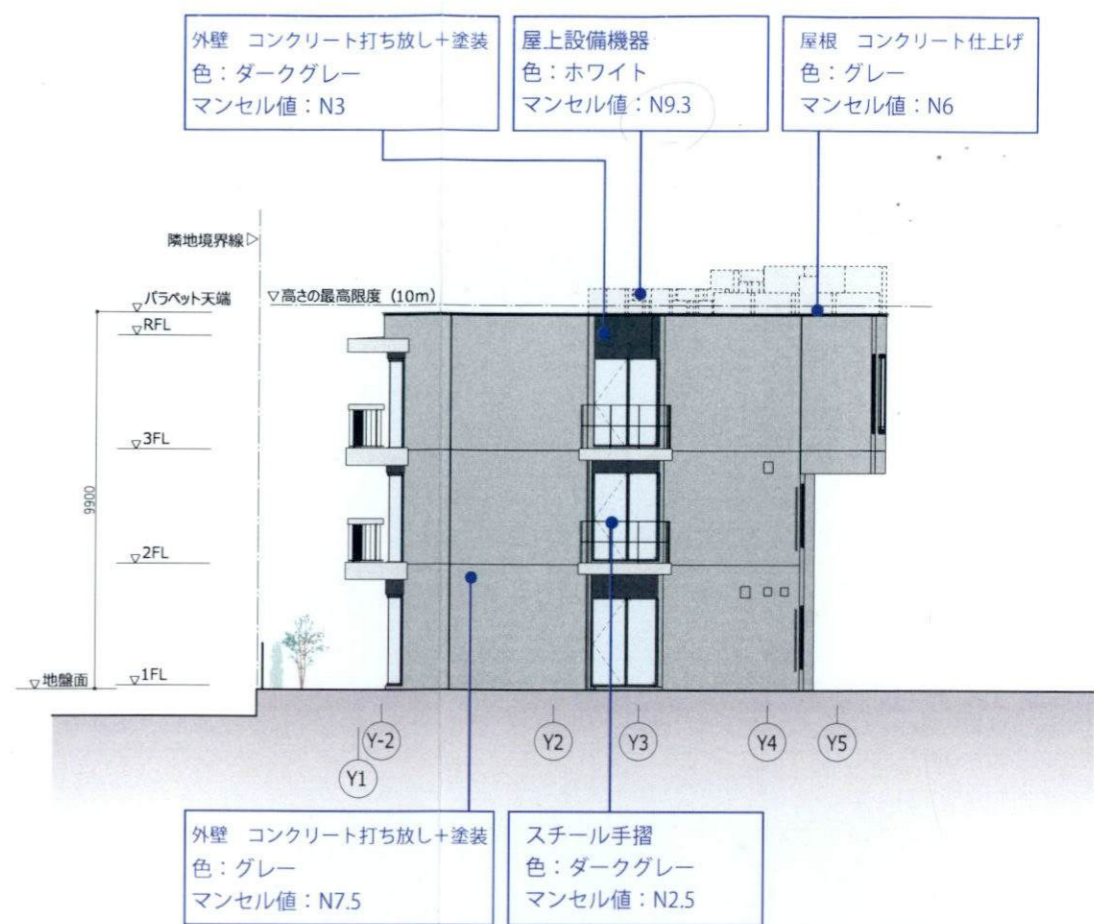 外壁 コンクリート打ち放し＋塗装
色：ダークグレー
マンセル値：N3
屋上設備機器
色：ホワイト
マンセル値：N9.3
屋根 コンクリート仕上げ
色：グレー
マンセル値：N6
隣地境界線▷
▽パラペット天端
▽高さの最高限度（10m）
▽RFL
▽3FL
9900
▽2FL
▽地盤面
▽1FL
Y-2
Y2
Y3
Y4
Y5
Y1
外壁 コンクリート打ち放し＋塗装
色：グレー
マンセル値：N7.5
スチール手摺
色：ダークグレー
マンセル値：N2.5